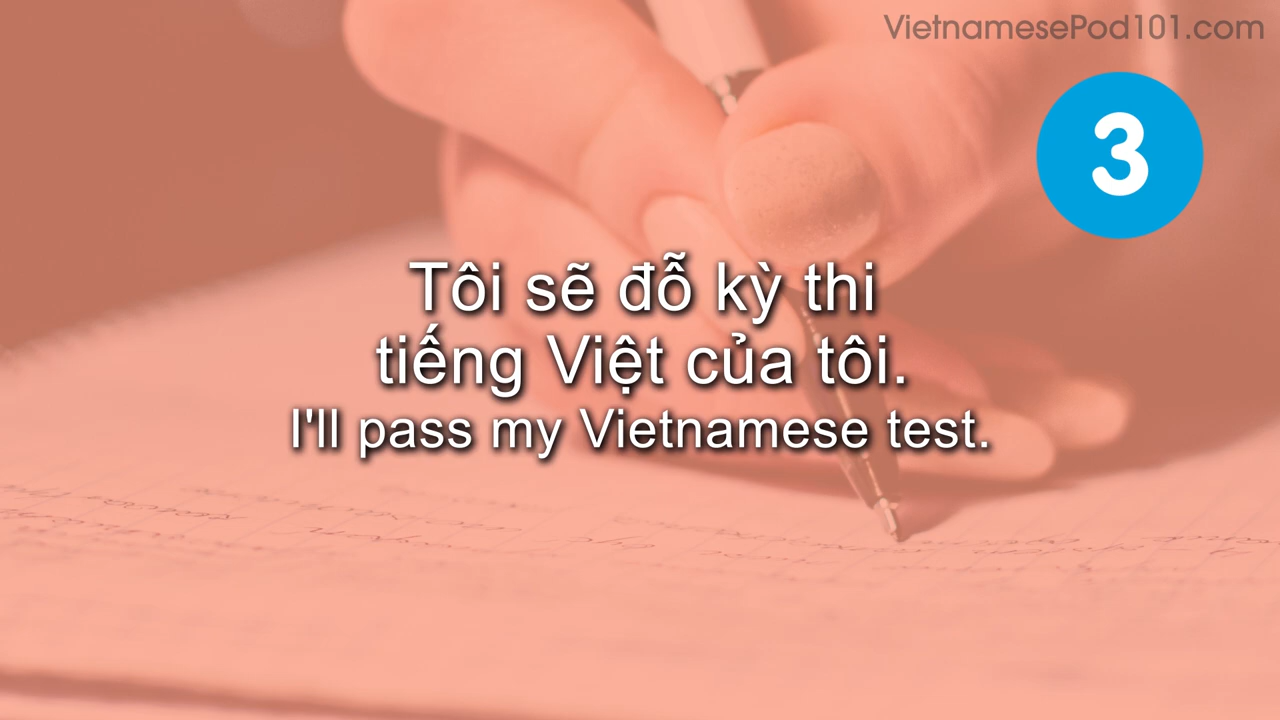 VietnamesePod101.com
3
Tôi sẽ đỗ kỳ thi
tiếng Việt của tôi.
I'll pass my Vietnamese test.